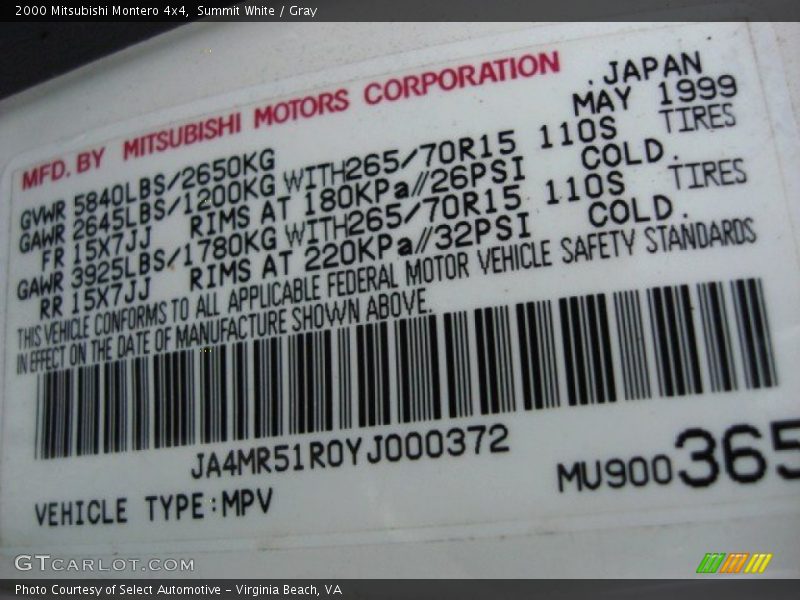 2000 Mitsubishi Montero 4x4, Summit White / Gray
MFD. BY MITSUBISHI MOTORS CORPORATION .JAPAN
MAY 1999
GVWR 5840LBS/2650KG
GAWR 2645LBS/1200KG WITH265/70R15 110S TIRES
FR 15X7JJ RIMS AT 180KPa//26PSI COLD.
GAWR 3925LBS/1780KG WITH265/70R15 110S TIRES
RR 15X7JJ RIMS AT 220KPa//32PSI COLD.
THIS VEHICLE CONFORMS TO ALL APPLICABLE FEDERAL MOTOR VEHICLE SAFETY STANDARDS
IN EFFECT ON THE DATE OF MANUFACTURE SHOWN ABOVE.
JA4MR51R0YJ000372
MU900365
VEHICLE TYPE:MPV
GTCARLOT.COM
Photo Courtesy of Select Automotive - Virginia Beach, VA